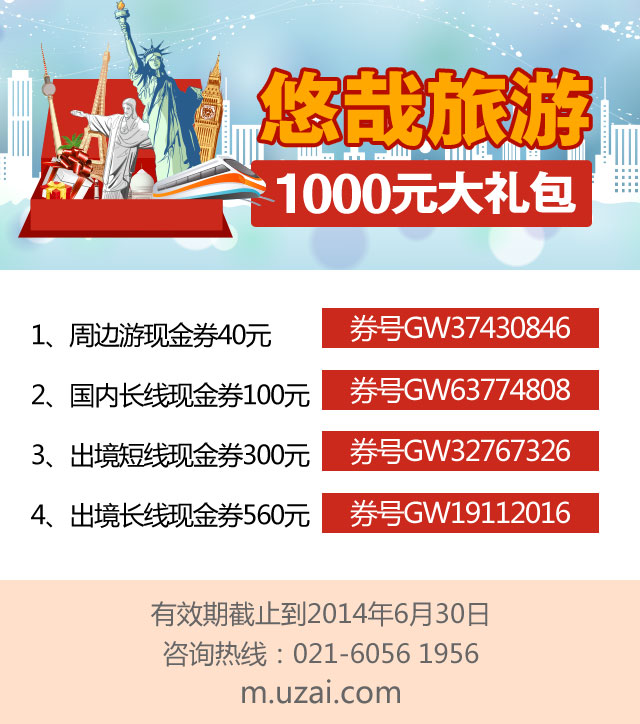 悠哉旅游
1000元大礼包
1、周边游现金券40元 券号GW37430846
2、国内长线现金券100元 券号GW63774808
3、出境短线现金券300元 券号GW32767326
4、出境长线现金券560元 券号GW19112016
有效期截止到2014年6月30日
咨询热线：021-6056 1956
m.uzai.com